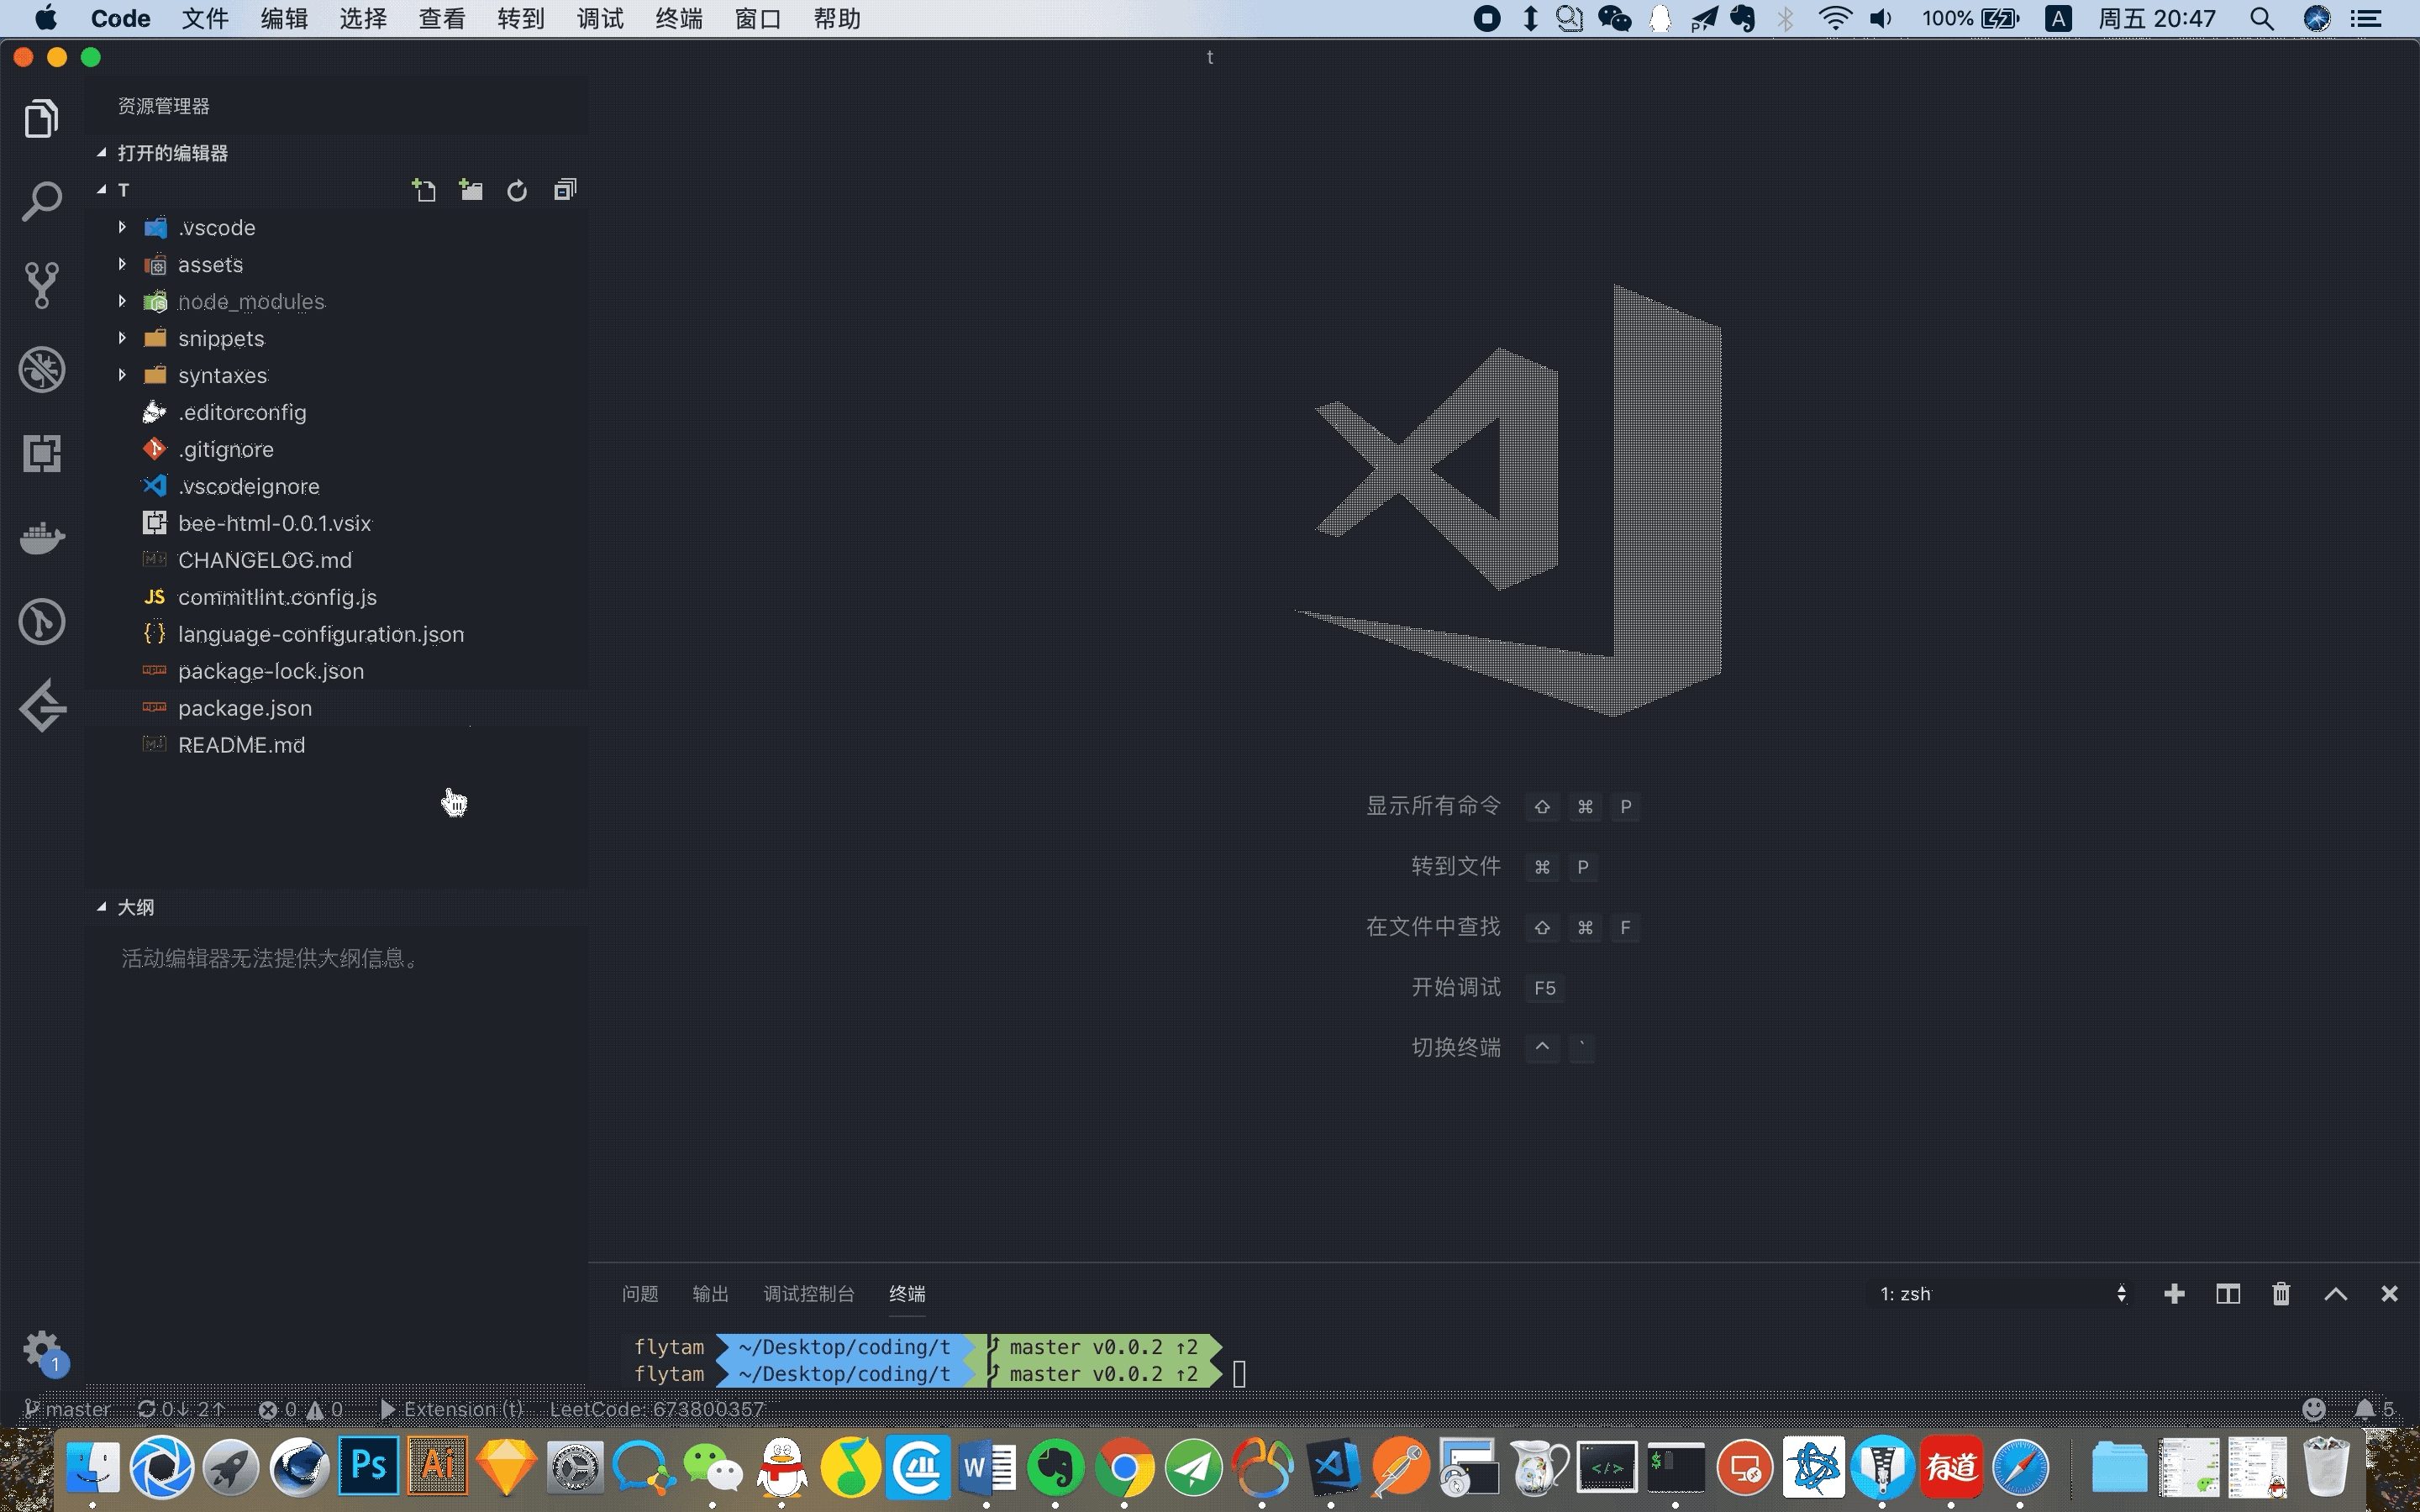 Code 文件 编辑 选择 查看 转到 调试 终端 窗口 帮助 100% A 周五 20:47
t
资源管理器
打开的编辑器
T
.vscode
assets
node_modules
snippets
syntaxes
.editorconfig
.gitignore
.vscodeignore
bee-html-0.0.1.vsix
CHANGELOG.md
JS commitlint.config.js
{} language-configuration.json
package-lock.json
package.json
README.md
显示所有命令 ⇧ ⌘ P
转到文件 ⌘ P
在文件中查找 ⇧ ⌘ F
开始调试 F5
切换终端 ^ `
大纲
活动编辑器无法提供大纲信息。
问题 输出 调试控制台 终端 1: zsh
flytam ~/Desktop/coding/t master v0.0.2 ↑2
flytam ~/Desktop/coding/t master v0.0.2 ↑2
1
master 0↓ 2↑ 0 0 Extension (t) LeetCode: 673800357 5
Ps Ai W </> $ 有道